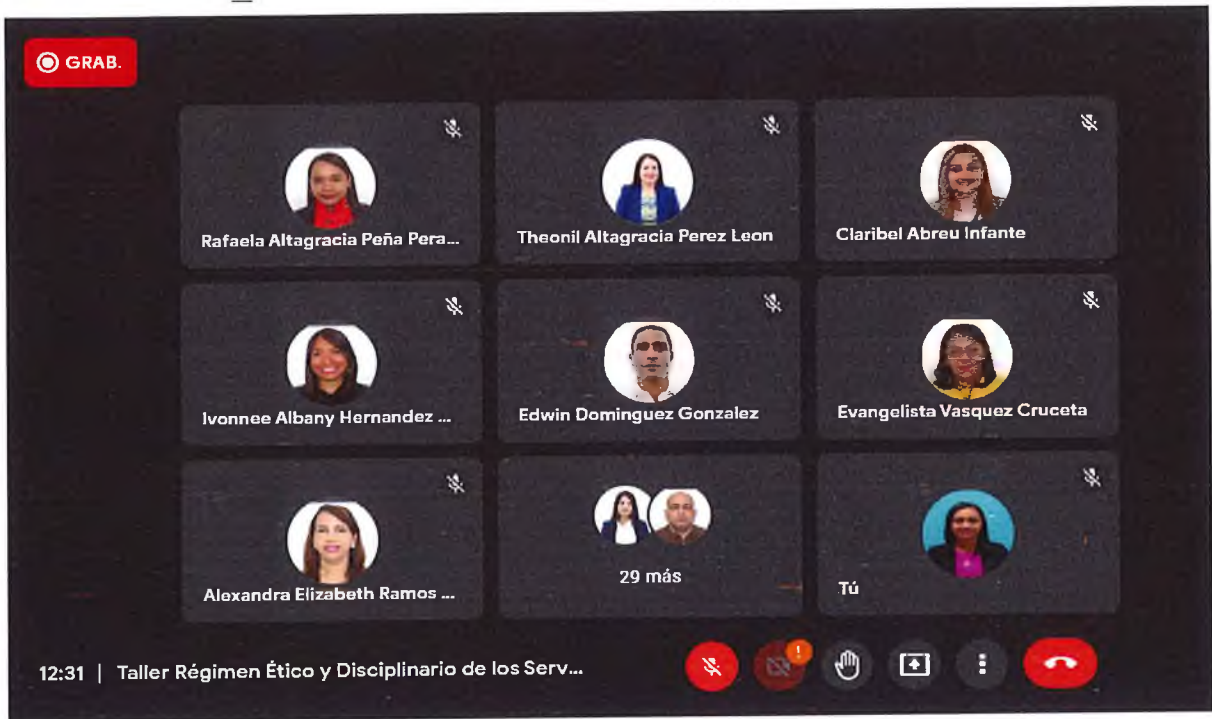 GRAB.
Rafaela Altagracia Peña Pera...
Theonil Altagracia Perez Leon
Claribel Abreu Infante
Ivonnee Albany Hernandez ...
Edwin Dominguez Gonzalez
Evangelista Vasquez Cruceta
Alexandra Elizabeth Ramos ...
29 más
Tú
12:31 | Taller Régimen Ético y Disciplinario de los Serv...